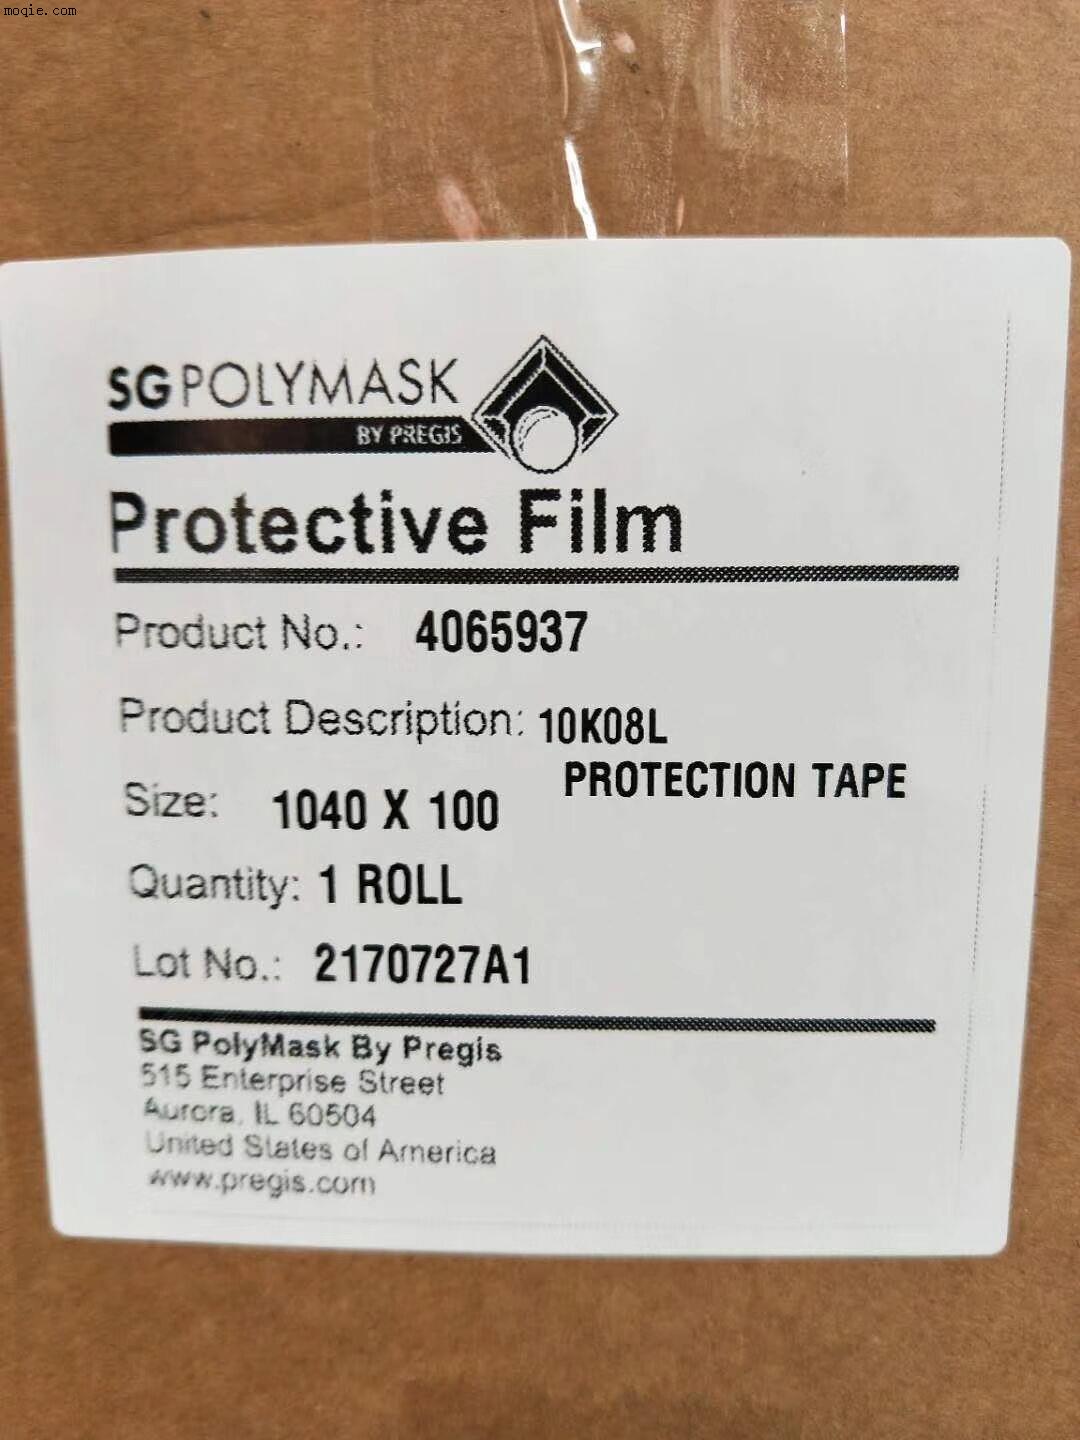 moqie.com
SG POLYMASK
BY PREGIS
Protective Film
Product No.: 4065937
Product Description: 10K08L
PROTECTION TAPE
Size: 1040 X 100
Quantity: 1 ROLL
Lot No.: 2170727A1
SG PolyMask By Pregis
515 Enterprise Street
Aurora, IL 60504
United States of America
www.pregis.com